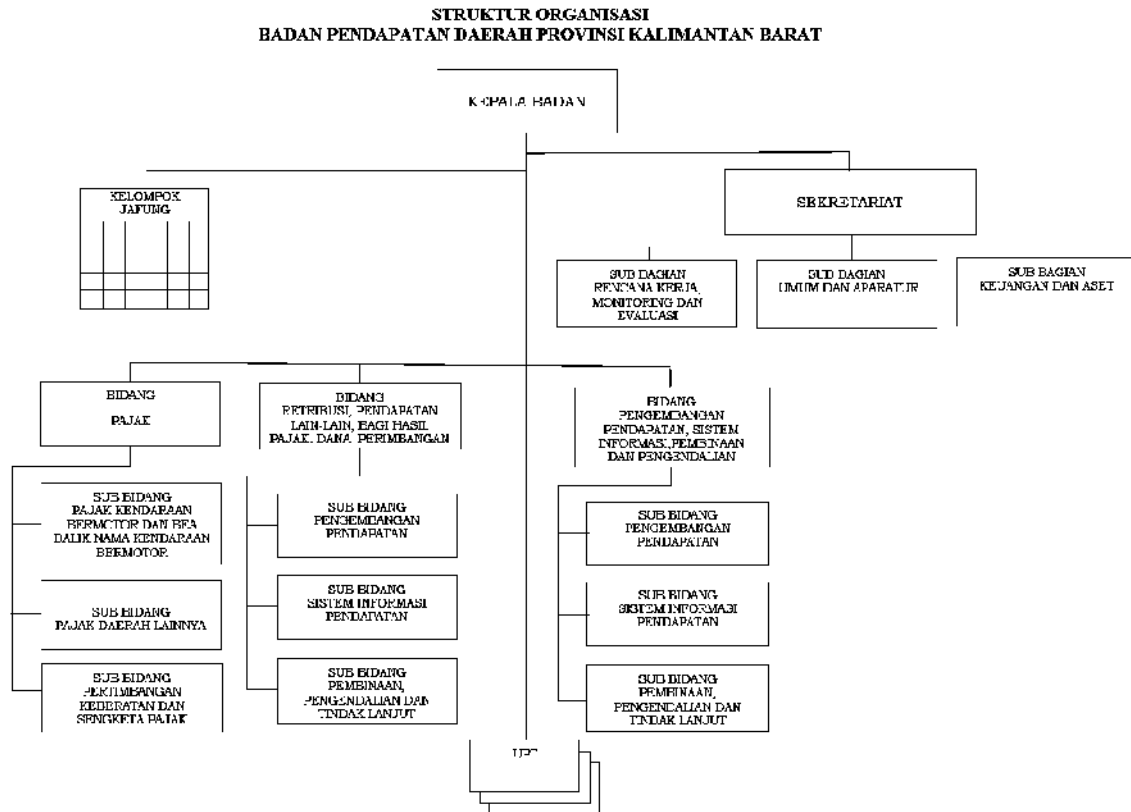 STRUKTUR ORGANISASI
BADAN PENDAPATAN DAERAH PROVINSI KALIMANTAN BARAT
KEPALA BADAN
KELOMPOK
JAFUNG
SEKRETARIAT
SUB BAGIAN
RENCANA KERJA,
MONITORING DAN
EVALUASI
SUB BAGIAN
UMUM DAN APARATUR
SUB BAGIAN
KEUANGAN DAN ASET
BIDANG
PAJAK
BIDANG
RETRIBUSI, PENDAPATAN
LAIN-LAIN, BAGI HASIL
PAJAK, DANA PERIMBANGAN
BIDANG
PENGEMBANGAN
PENDAPATAN, SISTEM
INFORMASI,PEMBINAAN
DAN PENGENDALIAN
SUB BIDANG
PAJAK KENDARAAN
BERMOTOR DAN BEA
BALIK NAMA KENDARAAN
BERMOTOR
SUB BIDANG
PAJAK DAERAH LAINNYA
SUB BIDANG
PERTIMBANGAN
KEBERATAN DAN
SENGKETA PAJAK
SUB BIDANG
PENGEMBANGAN
PENDAPATAN
SUB BIDANG
SISTEM INFORMASI
PENDAPATAN
SUB BIDANG
PEMBINAAN,
PENGENDALIAN DAN
TINDAK LANJUT
SUB BIDANG
PENGEMBANGAN
PENDAPATAN
SUB BIDANG
SISTEM INFORMASI
PENDAPATAN
SUB BIDANG
PEMBINAAN,
PENGENDALIAN DAN
TINDAK LANJUT
UPT